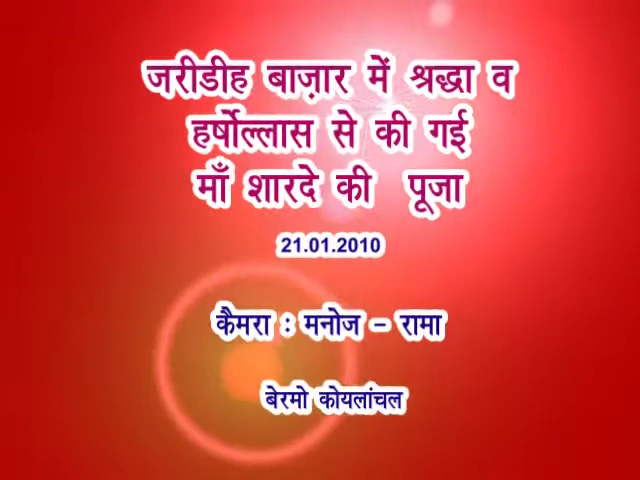 जरीडीह बाज़ार में श्रद्धा व
हर्षोल्लास से की गई
माँ शारदे की पूजा
21.01.2010
कैमरा : मनोज – रामा
बेरमो कोयलांचल